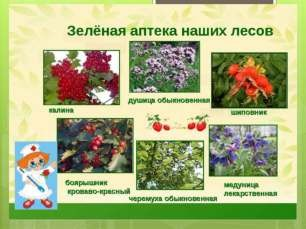 Зелёная аптека наших лесов
калина
душица обыкновенная
шиповник
боярышник
кроваво-красный
черемуха обыкновенная
медуница
лекарственная